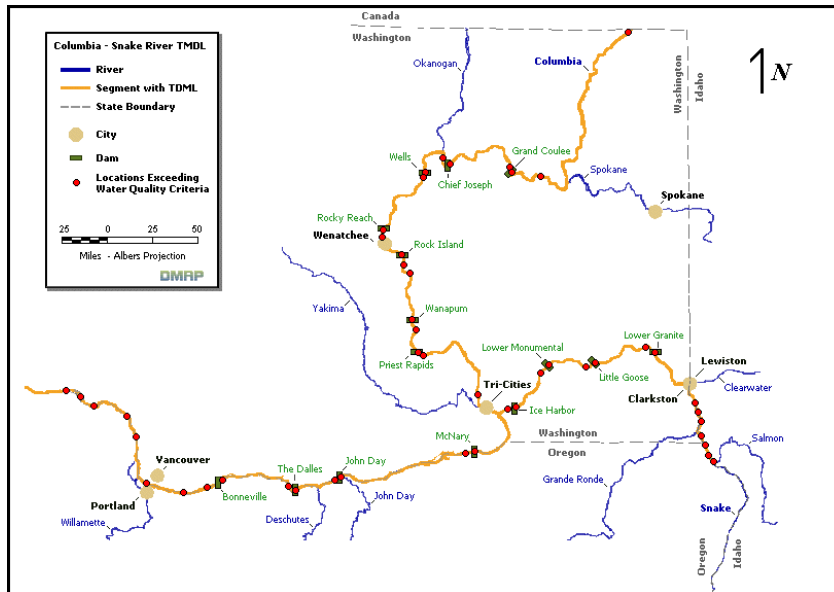 Canada
Washington
Columbia - Snake River TMDL
River
Segment with TDML
State Boundary
City
Dam
Locations Exceeding
Water Quality Criteria
25 0 25 50
Miles - Albers Projection
DMRP
Okanogan
Columbia
Washington
Idaho
N
Wells
Grand Coulee
Chief Joseph
Spokane
Spokane
Rocky Reach
Wenatchee
Rock Island
Yakima
Wanapum
Priest Rapids
Lower Monumental
Lower Granite
Little Goose
Lewiston
Clearwater
Clarkston
Tri-Cities
Ice Harbor
McNary
Washington
Oregon
Salmon
Vancouver
The Dalles
John Day
Grande Ronde
Portland
Bonneville
John Day
Snake
Willamette
Deschutes
Oregon
Idaho